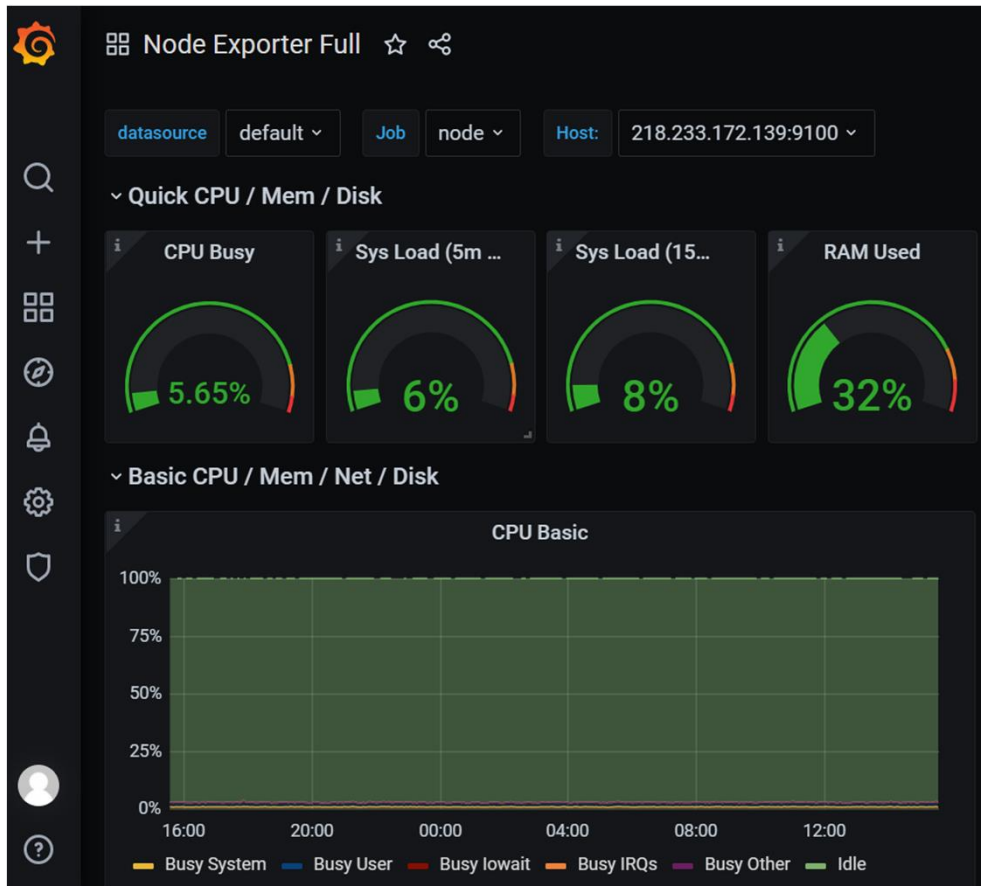 Node Exporter Full
datasource default Job node Host: 218.233.172.139:9100
Quick CPU / Mem / Disk
i CPU Busy
5.65%
i Sys Load (5m ...
6%
i Sys Load (15...
8%
i RAM Used
32%
Basic CPU / Mem / Net / Disk
i CPU Basic
100%
75%
50%
25%
0%
16:00 20:00 00:00 04:00 08:00 12:00
Busy System Busy User Busy Iowait Busy IRQs Busy Other Idle